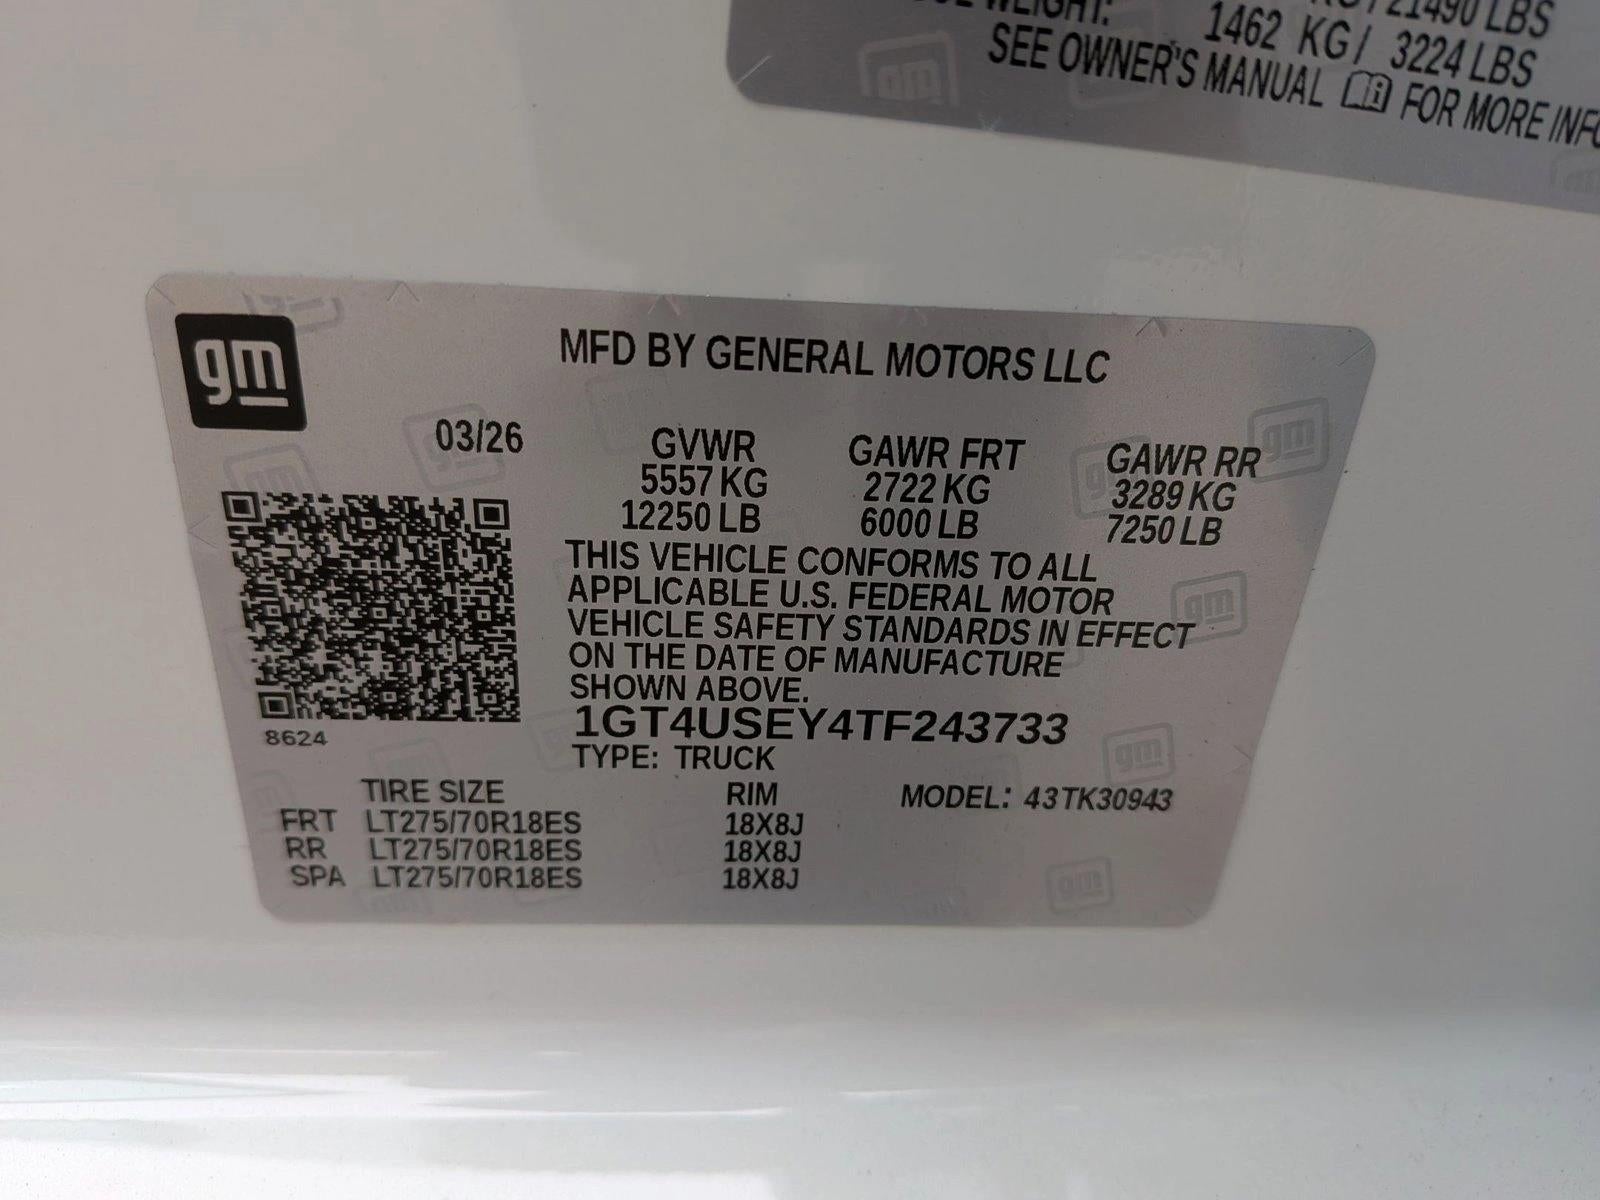 WEIGHT:
21490 LBS
1462 KG / 3224 LBS
SEE OWNER'S MANUAL FOR MORE INFO
gm
MFD BY GENERAL MOTORS LLC
03/26 GVWR GAWR FRT GAWR RR
5557 KG 2722 KG 3289 KG
12250 LB 6000 LB 7250 LB
THIS VEHICLE CONFORMS TO ALL
APPLICABLE U.S. FEDERAL MOTOR
VEHICLE SAFETY STANDARDS IN EFFECT
ON THE DATE OF MANUFACTURE
SHOWN ABOVE.
1GT4USEY4TF243733
8624
TYPE: TRUCK
TIRE SIZE RIM MODEL: 43TK30943
FRT LT275/70R18ES 18X8J
RR LT275/70R18ES 18X8J
SPA LT275/70R18ES 18X8J